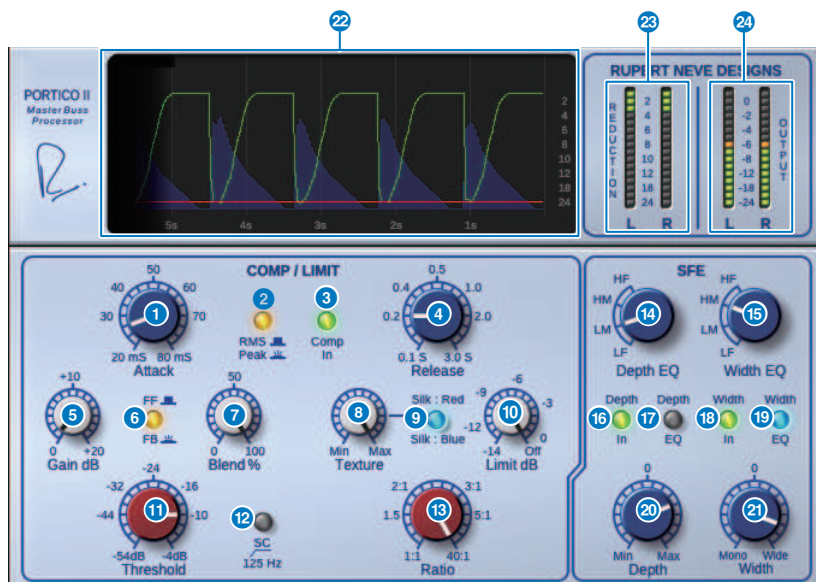 22
23
24
PORTICO II
Master Buss
Processor
2
4
6
8
10
12
18
24
5s
4s
3s
2s
1s
RUPERT NEVE DESIGNS
REDUCTION
2
4
6
8
10
12
18
24
L
R
0
-2
-4
-6
-8
-12
-18
-24
OUTPUT
L
R
COMP / LIMIT
50
40
60
30
70
1
20 mS
80 mS
Attack
2
RMS
Peak
3
Comp
In
0.5
0.4
1.0
0.2
2.0
4
0.1 S
3.0 S
Release
+10
5
0
+20
Gain dB
FF
6
FB
50
7
0
100
Blend %
8
Min
Max
Texture
Silk : Red
9
Silk : Blue
-6
-9
-3
-12
0
10
-14
Off
Limit dB
-24
-32
-16
-44
-10
11
-54dB
-4dB
Threshold
12
SC
125 Hz
2:1
3:1
1.5
5:1
13
1:1
40:1
Ratio
SFE
HF
HM
LM
LF
14
Depth EQ
HF
HM
LM
LF
15
Width EQ
Depth
16
In
Depth
17
EQ
Width
18
In
Width
19
EQ
0
20
Min
Max
Depth
0
21
Mono
Wide
Width